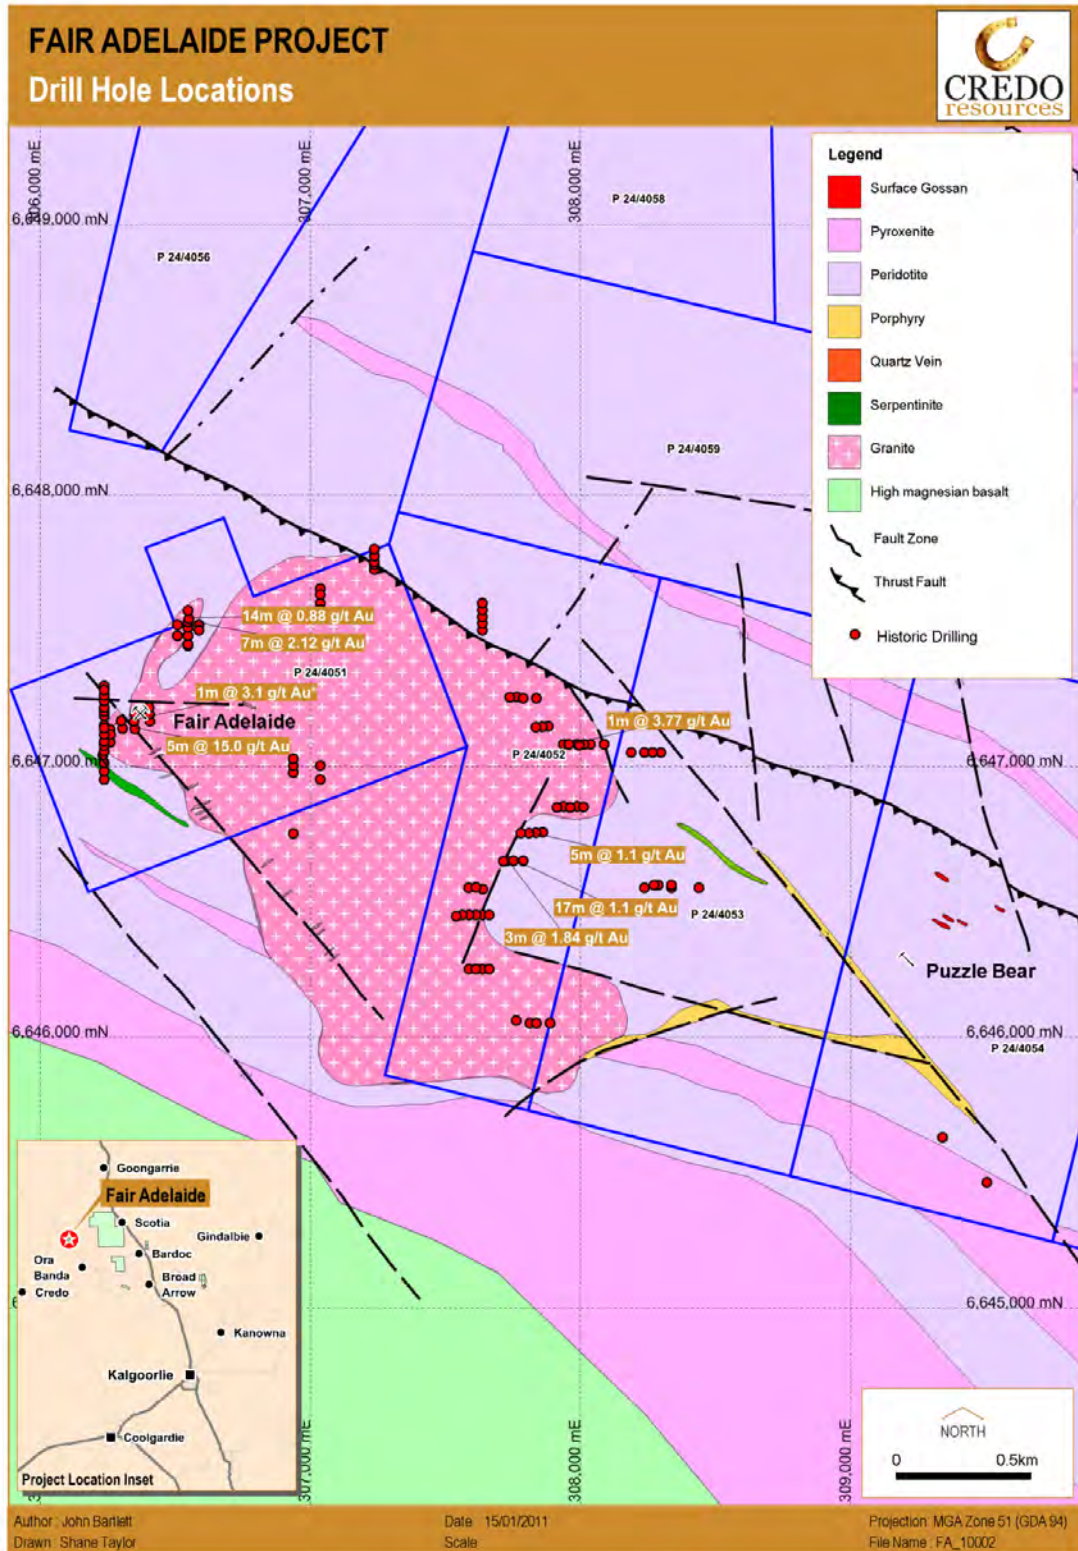 FAIR ADELAIDE PROJECT
Drill Hole Locations
CREDO
resources
306,000 mE
307,000 mE
308,000 mE
6,649,000 mN
P 24/4056
P 24/4058
Legend
Surface Gossan
Pyroxenite
Peridotite
Porphyry
Quartz Vein
Serpentinite
Granite
High magnesian basalt
Fault Zone
Thrust Fault
Historic Drilling
P 24/4059
6,648,000 mN
14m @ 0.88 g/t Au
7m @ 2.12 g/t Au
P 24/4051
1m @ 3.1 g/t Au*
Fair Adelaide
5m @ 15.0 g/t Au
1m @ 3.77 g/t Au
P 24/4052
6,647,000 mN
6,647,000 mN
5m @ 1.1 g/t Au
17m @ 1.1 g/t Au
P 24/4053
3m @ 1.84 g/t Au
Puzzle Bear
6,646,000 mN
6,646,000 mN
P 24/4054
6,645,000 mN
Goongarrie
Fair Adelaide
Scotia
Gindalbie
Bardoc
Ora
Banda
Broad
Arrow
Credo
Kanowna
Kalgoorlie
Coolgardie
Project Location Inset
307,000 mE
308,000 mE
309,000 mE
NORTH
0 0.5km
Author : John Bartlett
Drawn : Shane Taylor
Date 15/01/2011
Scale
Projection: MGA Zone 51 (GDA 94)
File Name : FA_10002